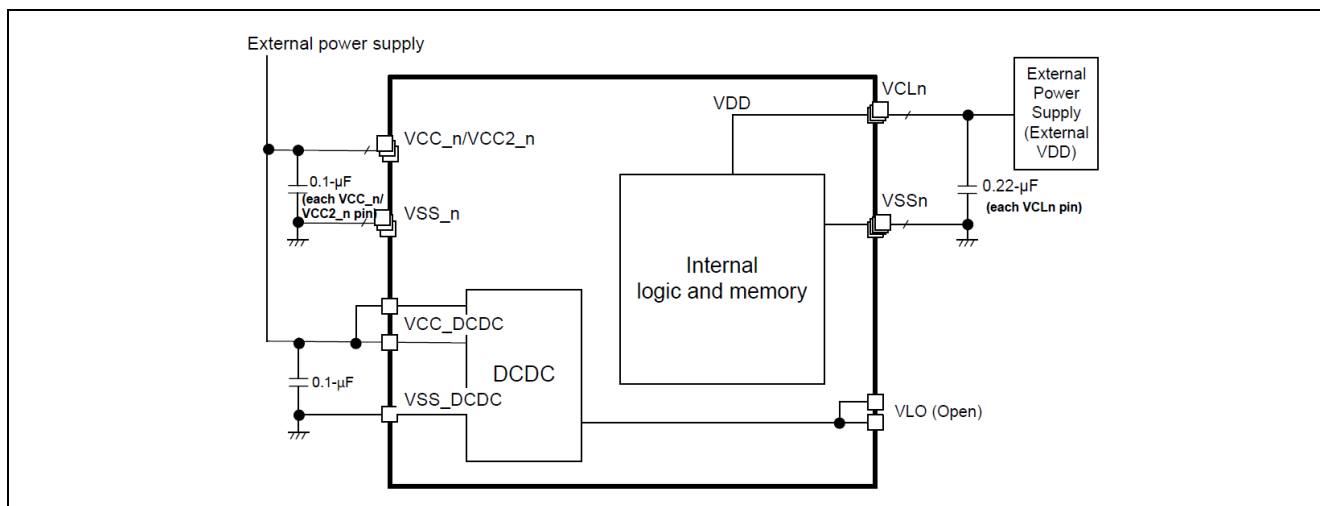 External power supply
VCLn
External
Power
Supply
(External
VDD)
VDD
VCC_n/VCC2_n
0.1-μF
(each VCC_n/
VCC2_n pin)
VSS_n
0.22-μF
(each VCLn pin)
VSSn
Internal
logic and memory
VCC_DCDC
DCDC
0.1-μF
VSS_DCDC
VLO (Open)